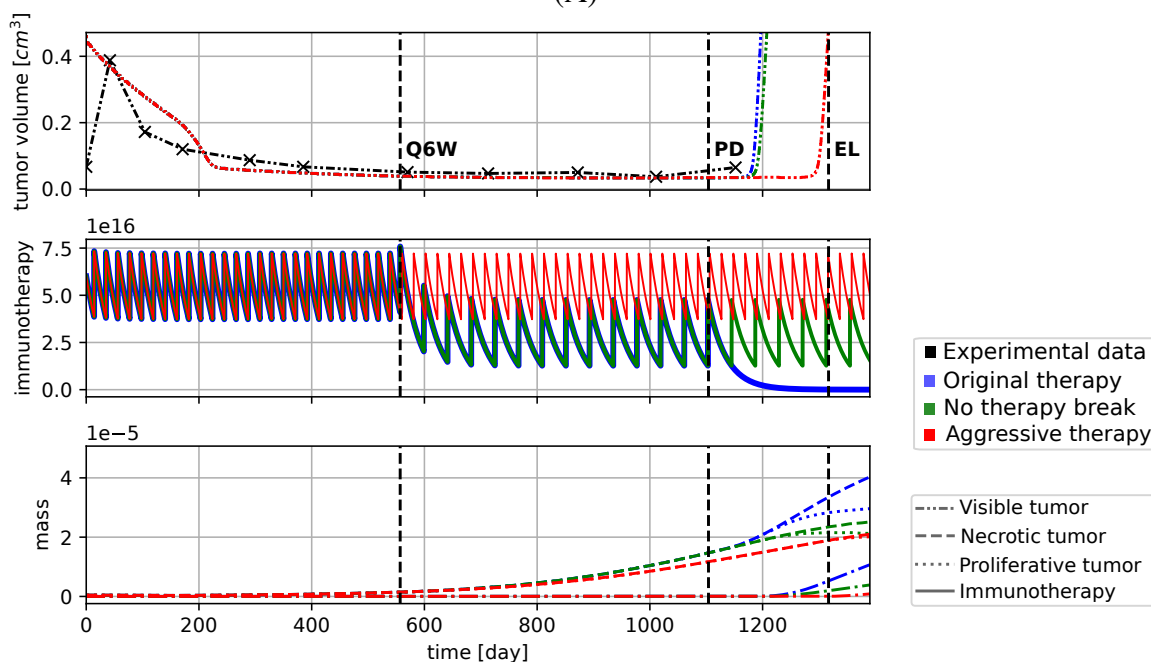 (A)
tumor volume [cm³]
0.4
0.2
0.0
Q6W
PD
EL
1e16
immunotherapy
7.5
5.0
2.5
0.0
1e−5
mass
4
2
0
0
200
400
600
800
1000
1200
time [day]
Experimental data
Original therapy
No therapy break
Aggressive therapy
Visible tumor
Necrotic tumor
Proliferative tumor
Immunotherapy